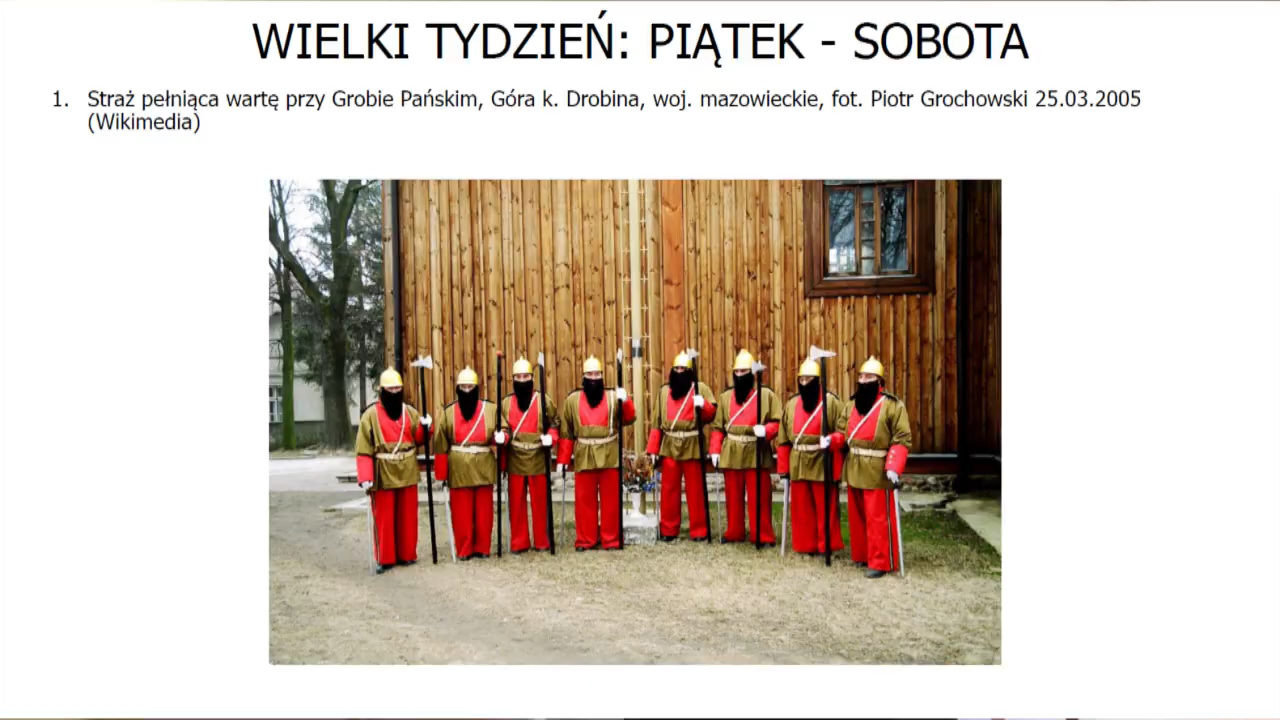 WIELKI TYDZIEŃ: PIĄTEK - SOBOTA
1. Straż pełniąca wartę przy Grobie Pańskim, Góra k. Drobina, woj. mazowieckie, fot. Piotr Grochowski 25.03.2005
(Wikimedia)